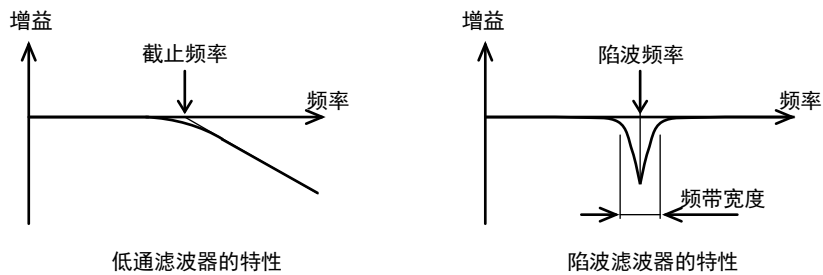 增益
截止频率
频率
低通滤波器的特性
增益
陷波频率
频率
频带宽度
陷波滤波器的特性